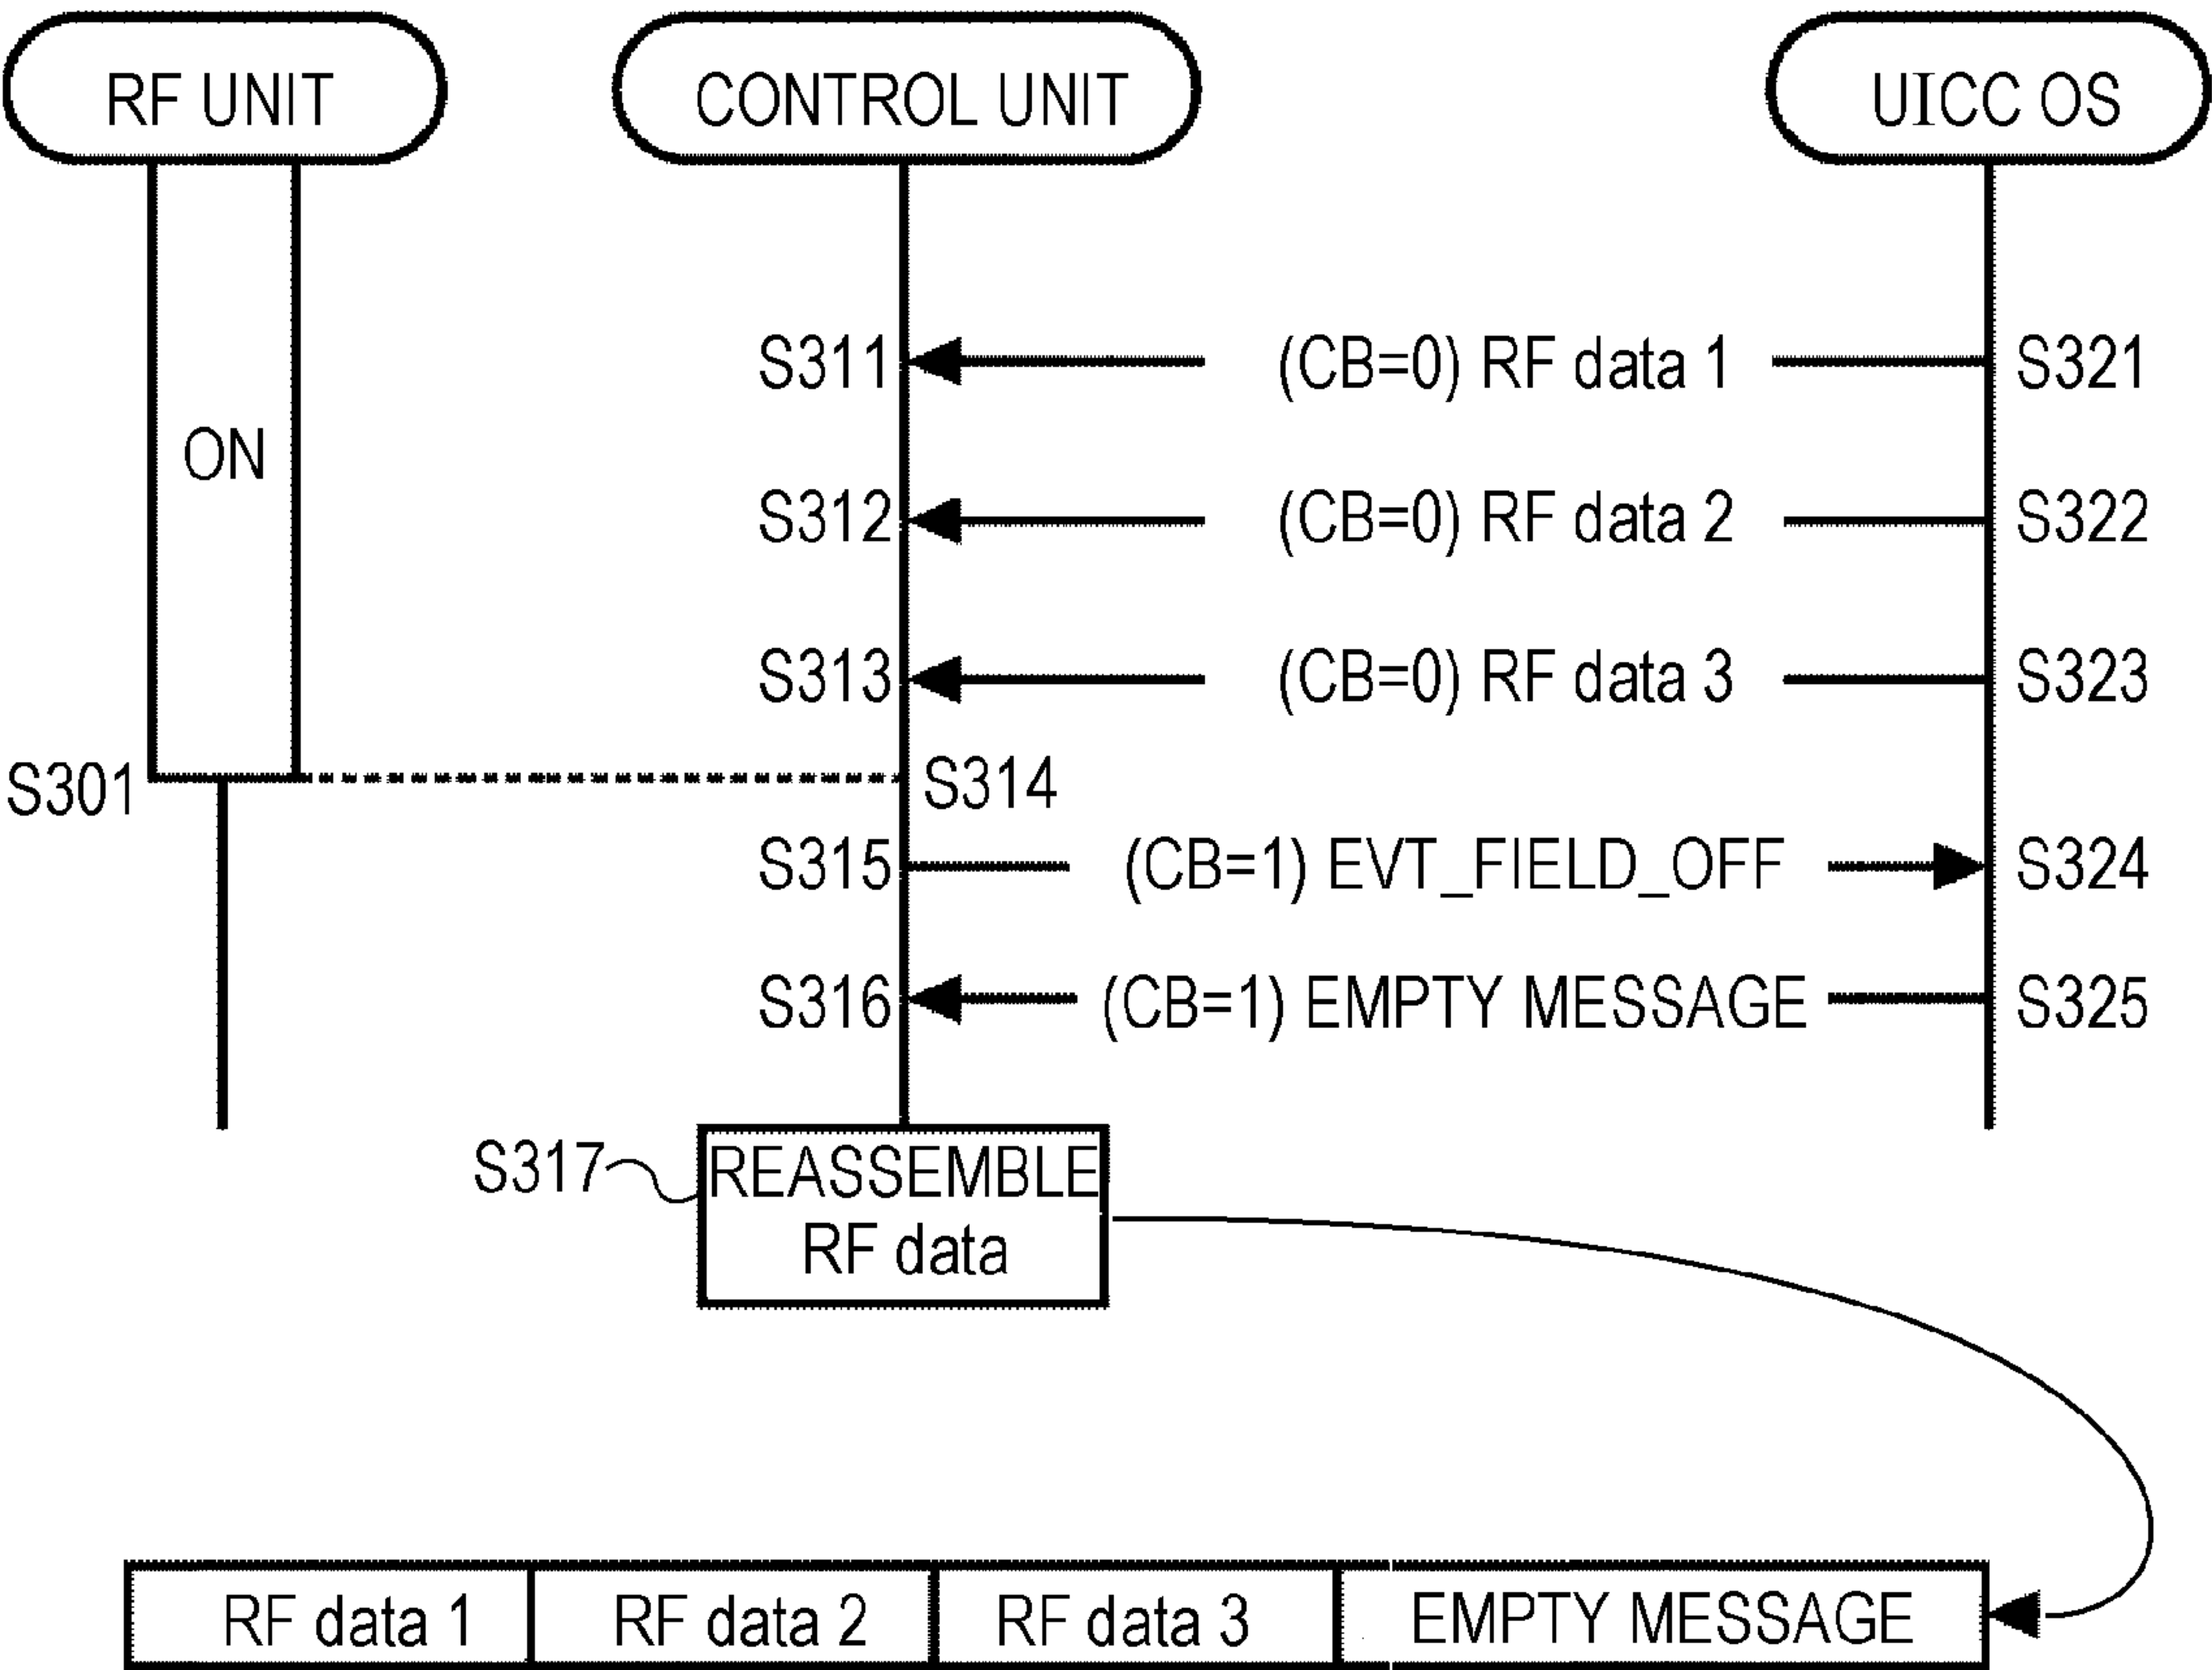 RF UNIT
CONTROL UNIT
UICC OS
ON
S311
(CB=0) RF data 1
S321
S312
(CB=0) RF data 2
S322
S313
(CB=0) RF data 3
S323
S301
S314
S315
(CB=1) EVT_FIELD_OFF
S324
S316
(CB=1) EMPTY MESSAGE
S325
S317
REASSEMBLE
RF data
RF data 1
RF data 2
RF data 3
EMPTY MESSAGE